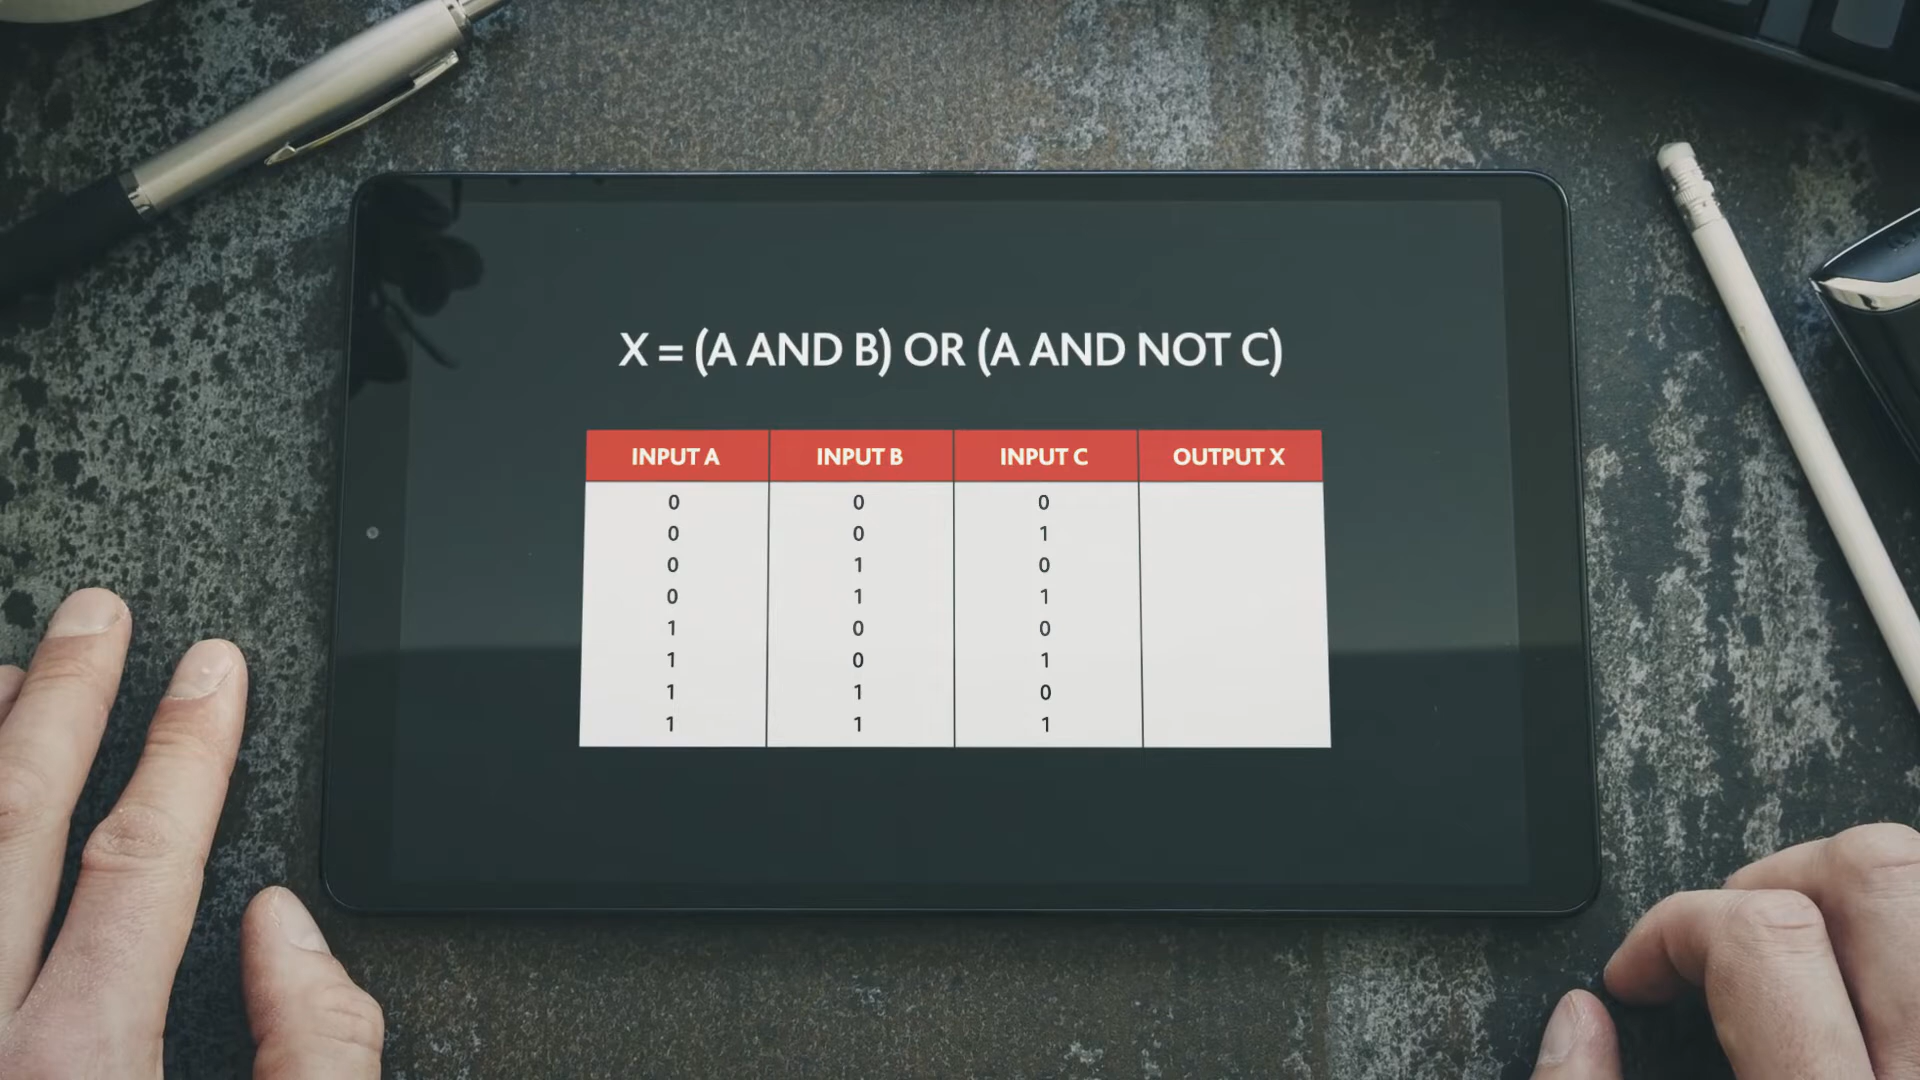 X = (A AND B) OR (A AND NOT C)
INPUT A INPUT B INPUT C OUTPUT X
0 0 0
0 0 1
0 1 0
0 1 1
1 0 0
1 0 1
1 1 0
1 1 1